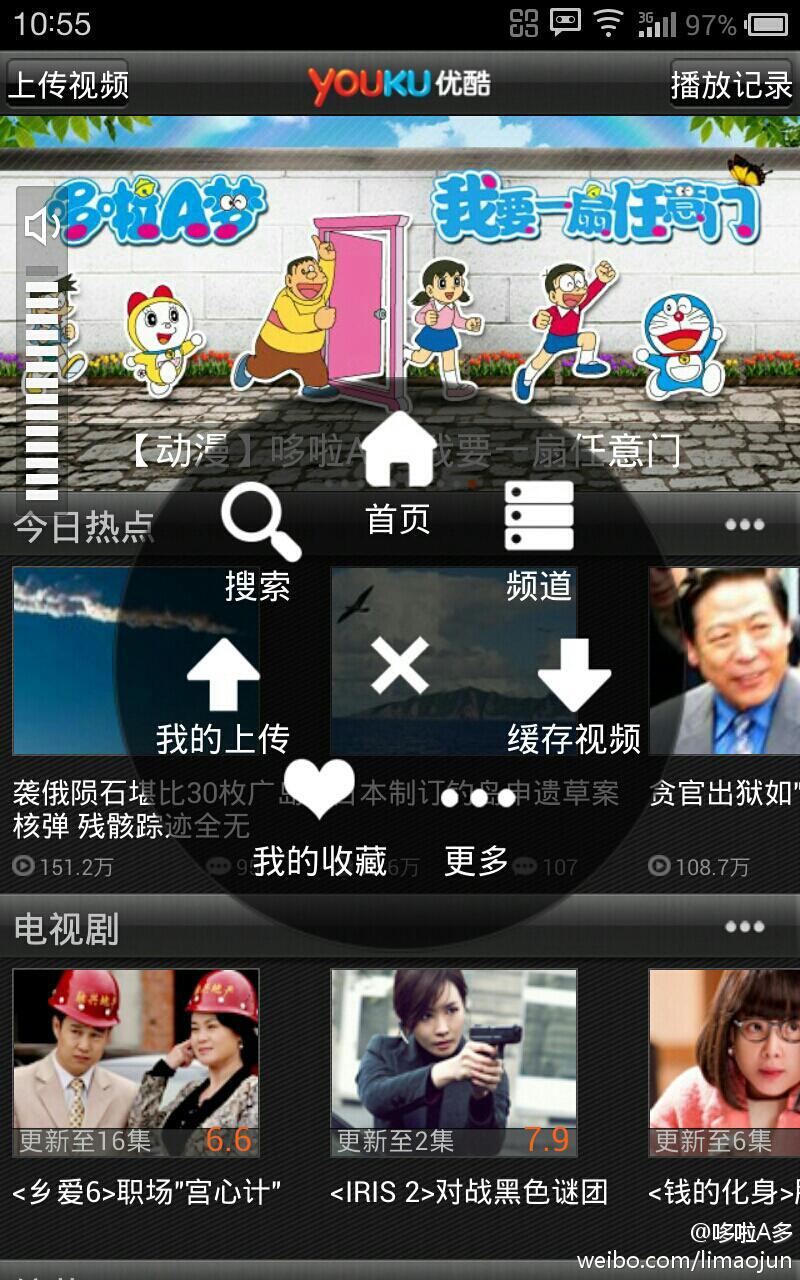 10:55
3G 97%
上传视频
YOUKU 优酷
播放记录
哆啦A梦
我要一扇任意门
【动漫】哆啦A 我要一扇任意门
首页
今日热点
搜索
频道
我的上传
缓存视频
袭俄陨石堪比30枚广岛
核弹 残骸踪迹全无
日本制订钓岛申遗草案
贪官出狱如"
151.2万
107
108.7万
我的收藏
更多
电视剧
更新至16集 6.6
更新至2集 7.9
更新至6集
<乡爱6>职场"宫心计"
<IRIS 2>对战黑色谜团
<钱的化身>
@哆啦A多
weibo.com/limaojun